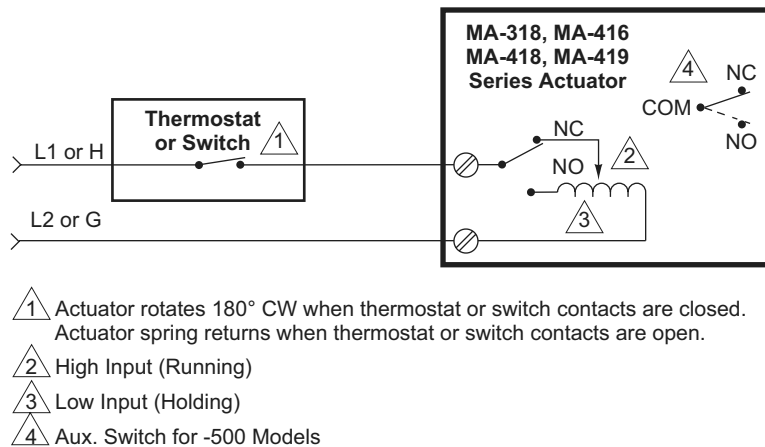 MA-318, MA-416
MA-418, MA-419
Series Actuator
4
NC
COM
NO
Thermostat
or Switch
1
L1 or H
NC
2
NO
3
L2 or G
1 Actuator rotates 180° CW when thermostat or switch contacts are closed.
Actuator spring returns when thermostat or switch contacts are open.
2 High Input (Running)
3 Low Input (Holding)
4 Aux. Switch for -500 Models